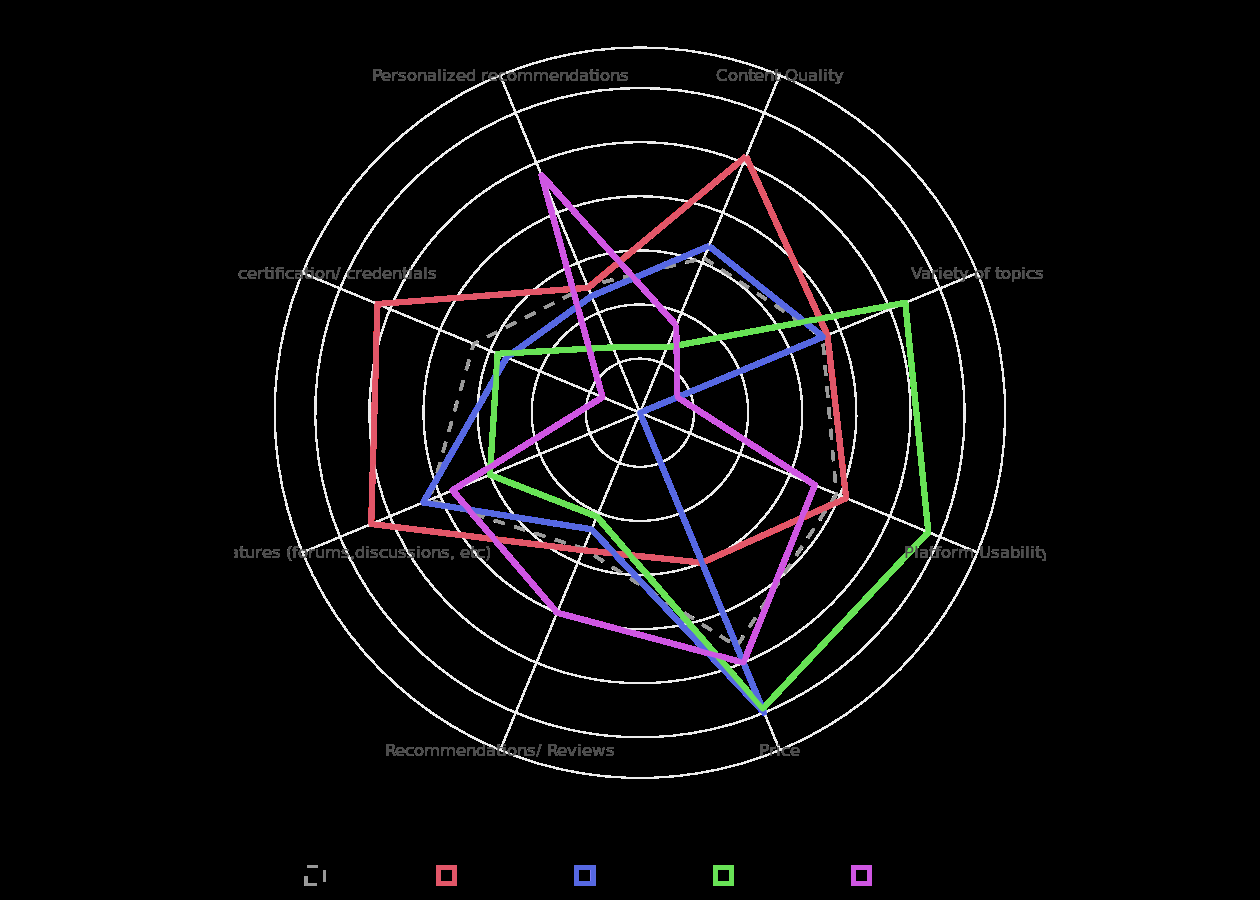 Personalized recommendations
Content Quality
certification/ credentials
Variety of topics
atures (forums,discussions, etc)
Platform Usability
Recommendations/ Reviews
Price